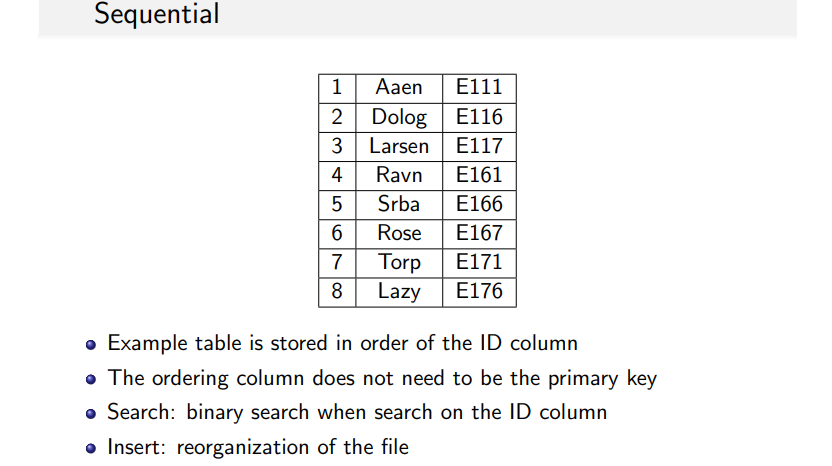 Sequential
1 Aaen E111
2 Dolog E116
3 Larsen E117
4 Ravn E161
5 Srba E166
6 Rose E167
7 Torp E171
8 Lazy E176
Example table is stored in order of the ID column
The ordering column does not need to be the primary key
Search: binary search when search on the ID column
Insert: reorganization of the file